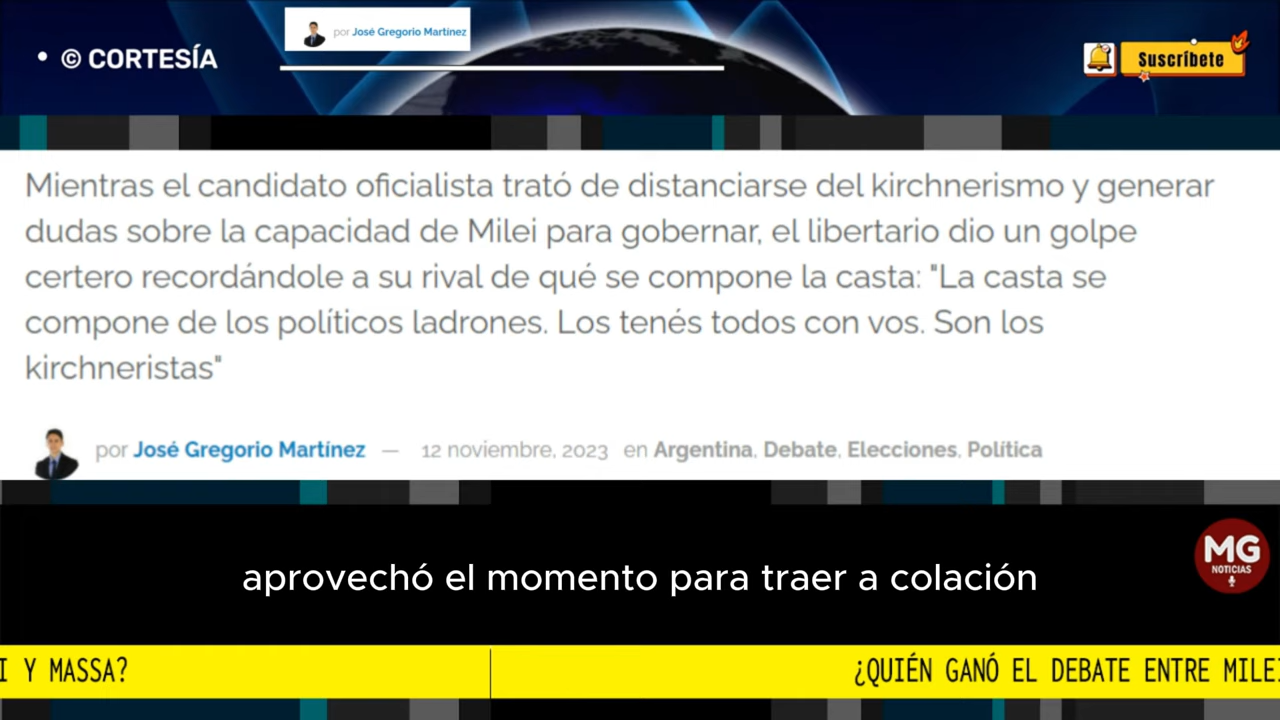 por José Gregorio Martínez
• © CORTESÍA
Suscríbete
Mientras el candidato oficialista trató de distanciarse del kirchnerismo y generar
dudas sobre la capacidad de Milei para gobernar, el libertario dio un golpe
certero recordándole a su rival de qué se compone la casta: "La casta se
compone de los políticos ladrones. Los tenés todos con vos. Son los
kirchneristas"
por José Gregorio Martínez — 12 noviembre, 2023 en Argentina, Debate, Elecciones, Política
MG
NOTICIAS
aprovechó el momento para traer a colación
I Y MASSA? ¿QUIÉN GANÓ EL DEBATE ENTRE MILEI